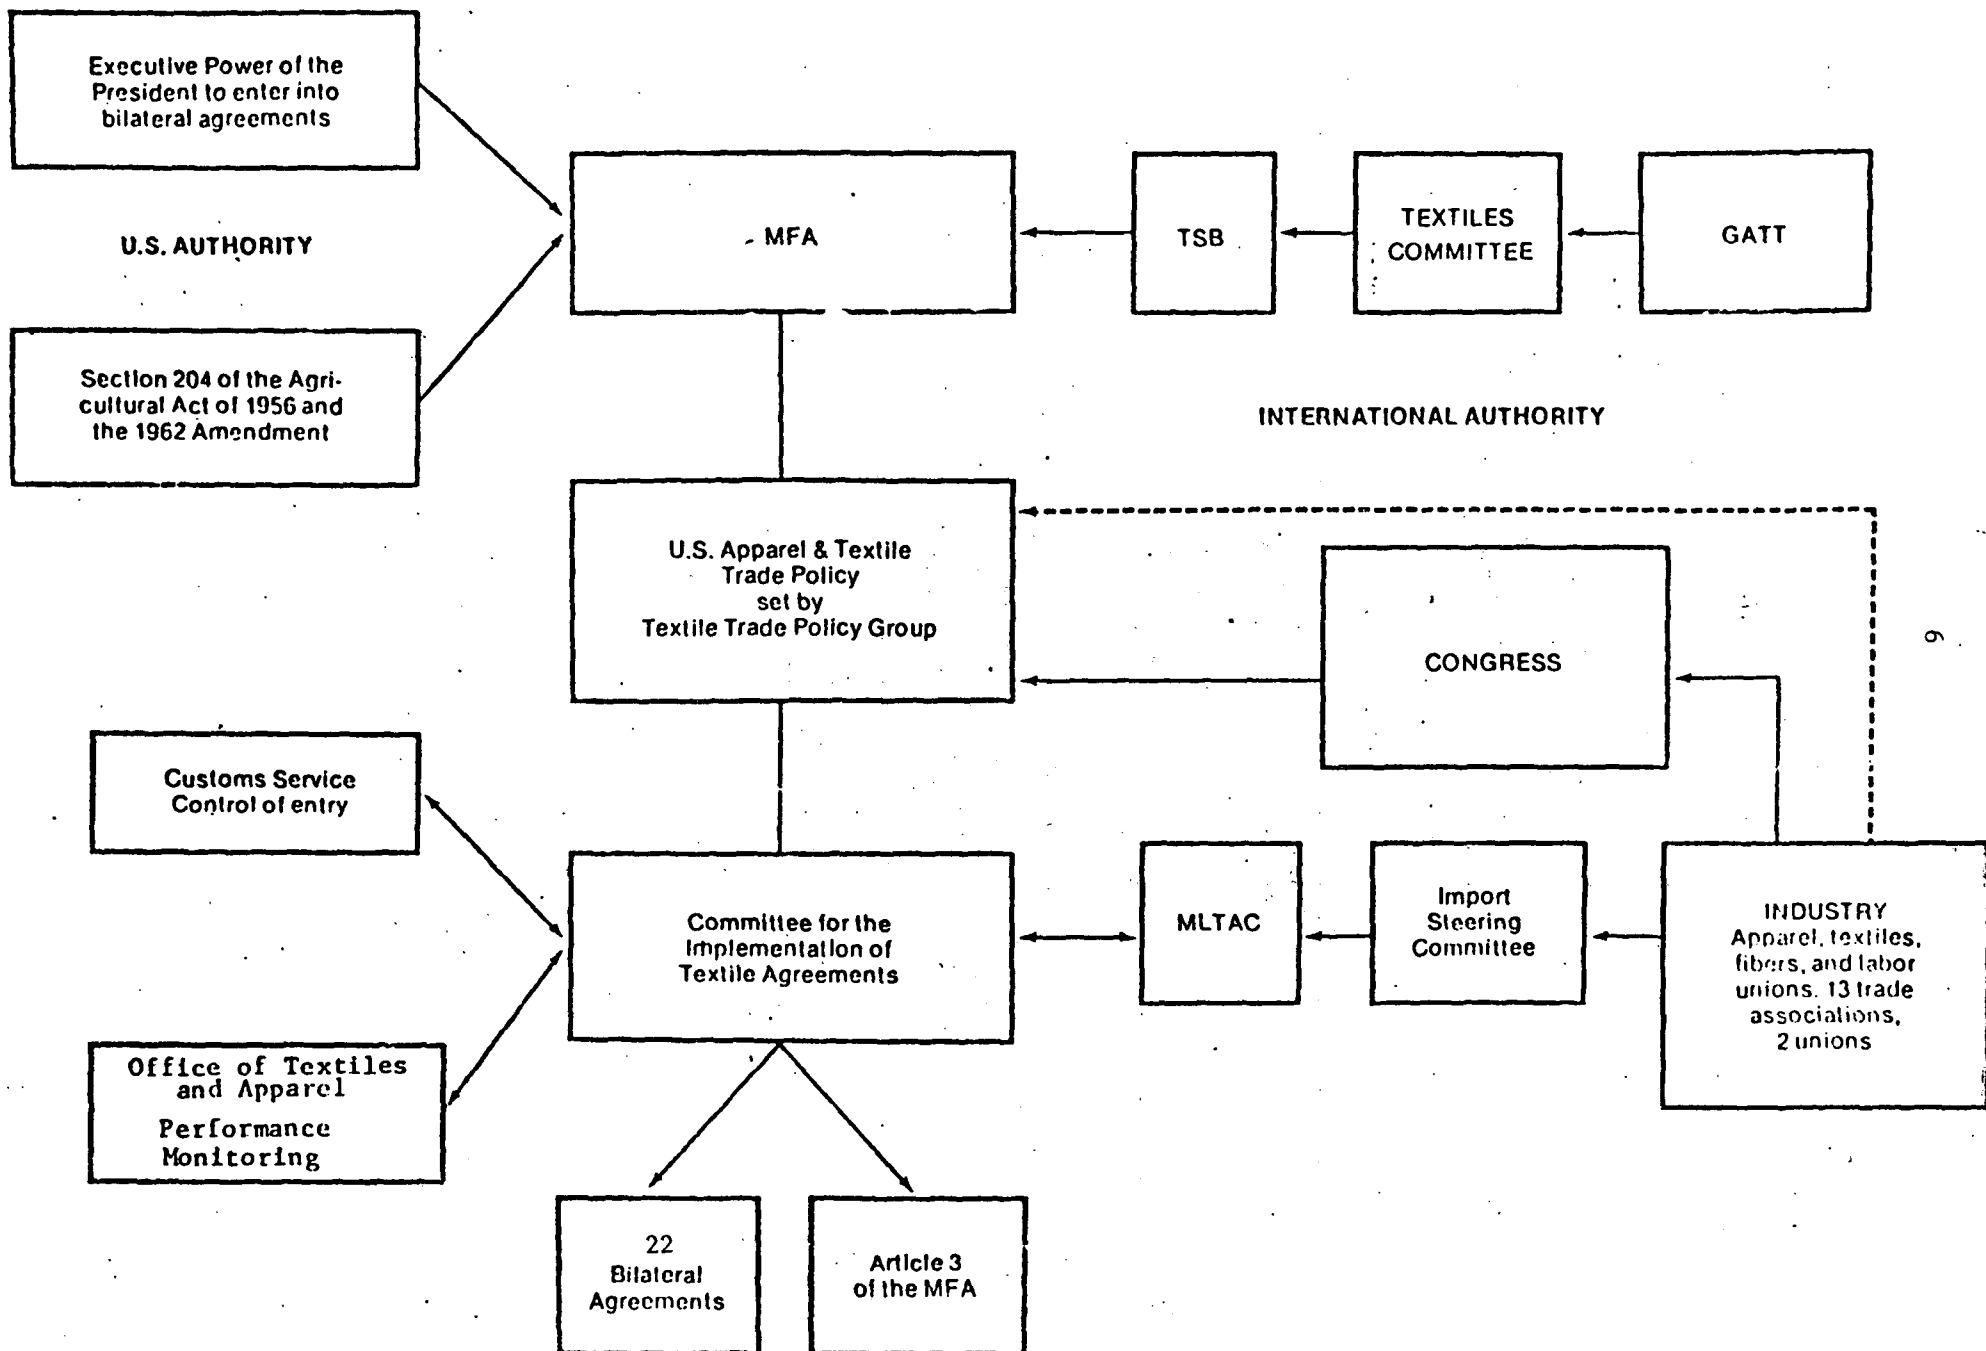 Executive Power of the
President to enter into
bilateral agreements
U.S. AUTHORITY
Section 204 of the Agri-
cultural Act of 1956 and
the 1962 Amendment
MFA
TSB
TEXTILES
COMMITTEE
GATT
INTERNATIONAL AUTHORITY
U.S. Apparel & Textile
Trade Policy
set by
Textile Trade Policy Group
CONGRESS
9
Customs Service
Control of entry
Committee for the
Implementation of
Textile Agreements
MLTAC
Import
Steering
Committee
INDUSTRY
Apparel, textiles,
fibers, and labor
unions. 13 trade
associations,
2 unions
Office of Textiles
and Apparel
Performance
Monitoring
22
Bilateral
Agreements
Article 3
of the MFA